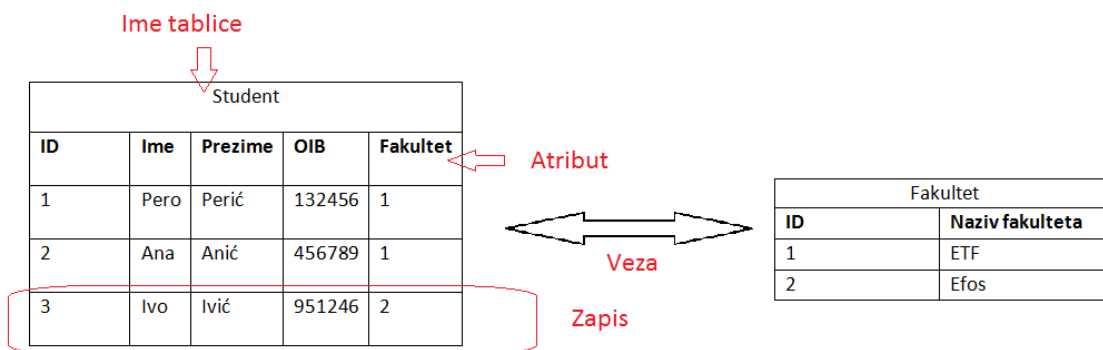 Ime tablice
Student
ID Ime Prezime OIB Fakultet
Atribut
1 Pero Perić 132456 1
2 Ana Anić 456789 1
3 Ivo Ivić 951246 2
Zapis
Veza
Fakultet
ID Naziv fakulteta
1 ETF
2 Efos